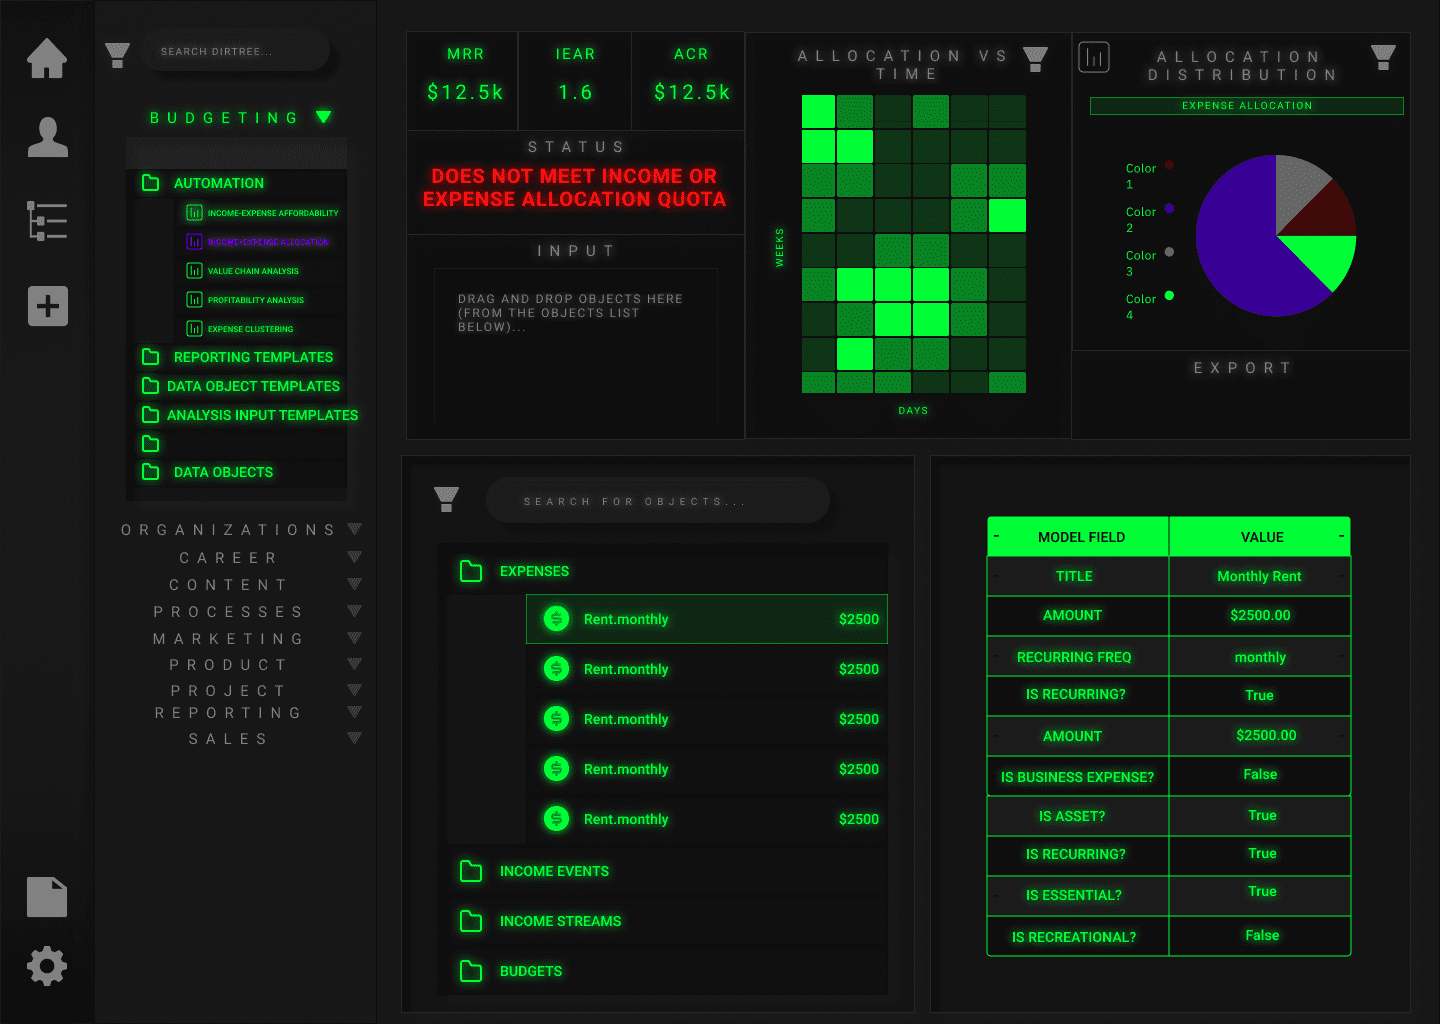 SEARCH DIRTREE...
BUDGETING
AUTOMATION
INCOME-EXPENSE AFFORDABILITY
INCOME-EXPENSE ALLOCATION
VALUE CHAIN ANALYSIS
PROFITABILITY ANALYSIS
EXPENSE CLUSTERING
REPORTING TEMPLATES
DATA OBJECT TEMPLATES
ANALYSIS INPUT TEMPLATES
DATA OBJECTS
ORGANIZATIONS
CAREER
CONTENT
PROCESSES
MARKETING
PRODUCT
PROJECT
REPORTING
SALES
MRR
$12.5k
IEAR
1.6
ACR
$12.5k
STATUS
DOES NOT MEET INCOME OR
EXPENSE ALLOCATION QUOTA
INPUT
DRAG AND DROP OBJECTS HERE
(FROM THE OBJECTS LIST
BELOW)...
ALLOCATION VS
TIME
WEEKS
DAYS
ALLOCATION
DISTRIBUTION
EXPENSE ALLOCATION
Color
1
Color
2
Color
3
Color
4
EXPORT
SEARCH FOR OBJECTS...
EXPENSES
Rent.monthly $2500
Rent.monthly $2500
Rent.monthly $2500
Rent.monthly $2500
Rent.monthly $2500
INCOME EVENTS
INCOME STREAMS
BUDGETS
- MODEL FIELD VALUE -
TITLE Monthly Rent
AMOUNT $2500.00
RECURRING FREQ monthly
IS RECURRING? True
AMOUNT $2500.00
IS BUSINESS EXPENSE? False
IS ASSET? True
IS RECURRING? True
IS ESSENTIAL? True
IS RECREATIONAL? False